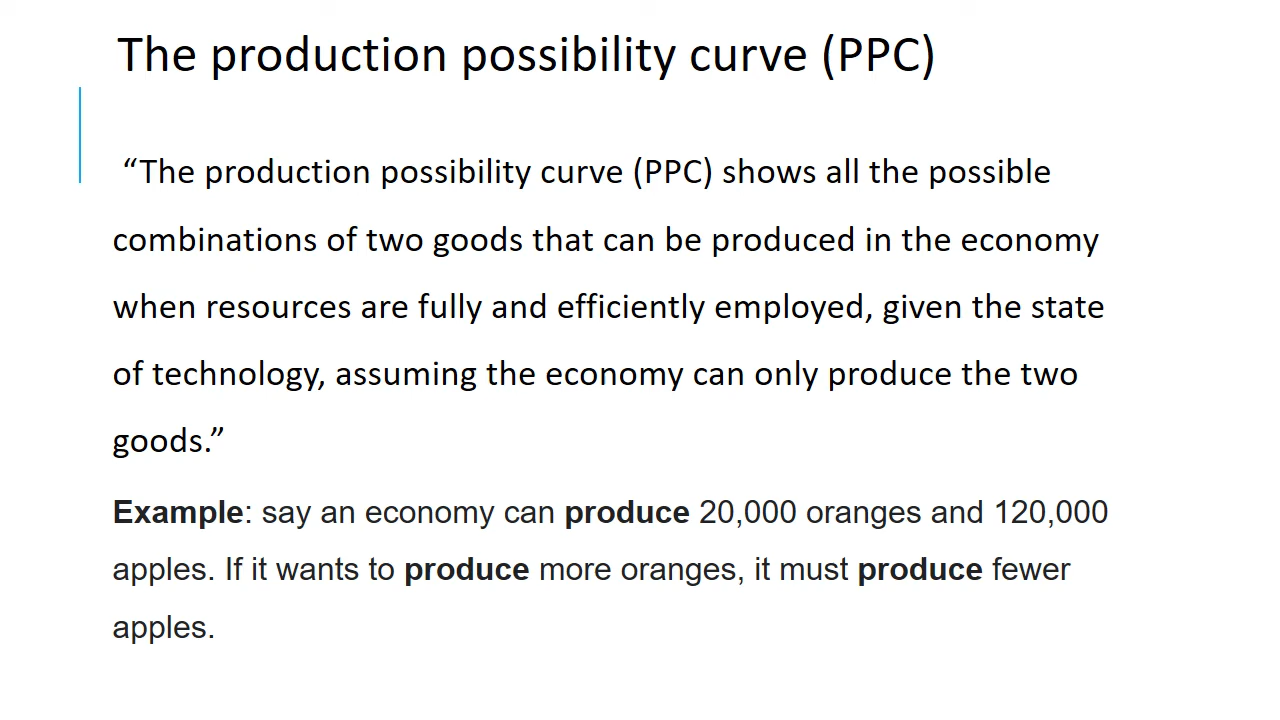 The production possibility curve (PPC)
“The production possibility curve (PPC) shows all the possible
combinations of two goods that can be produced in the economy
when resources are fully and efficiently employed, given the state
of technology, assuming the economy can only produce the two
goods.”
Example: say an economy can produce 20,000 oranges and 120,000
apples. If it wants to produce more oranges, it must produce fewer
apples.